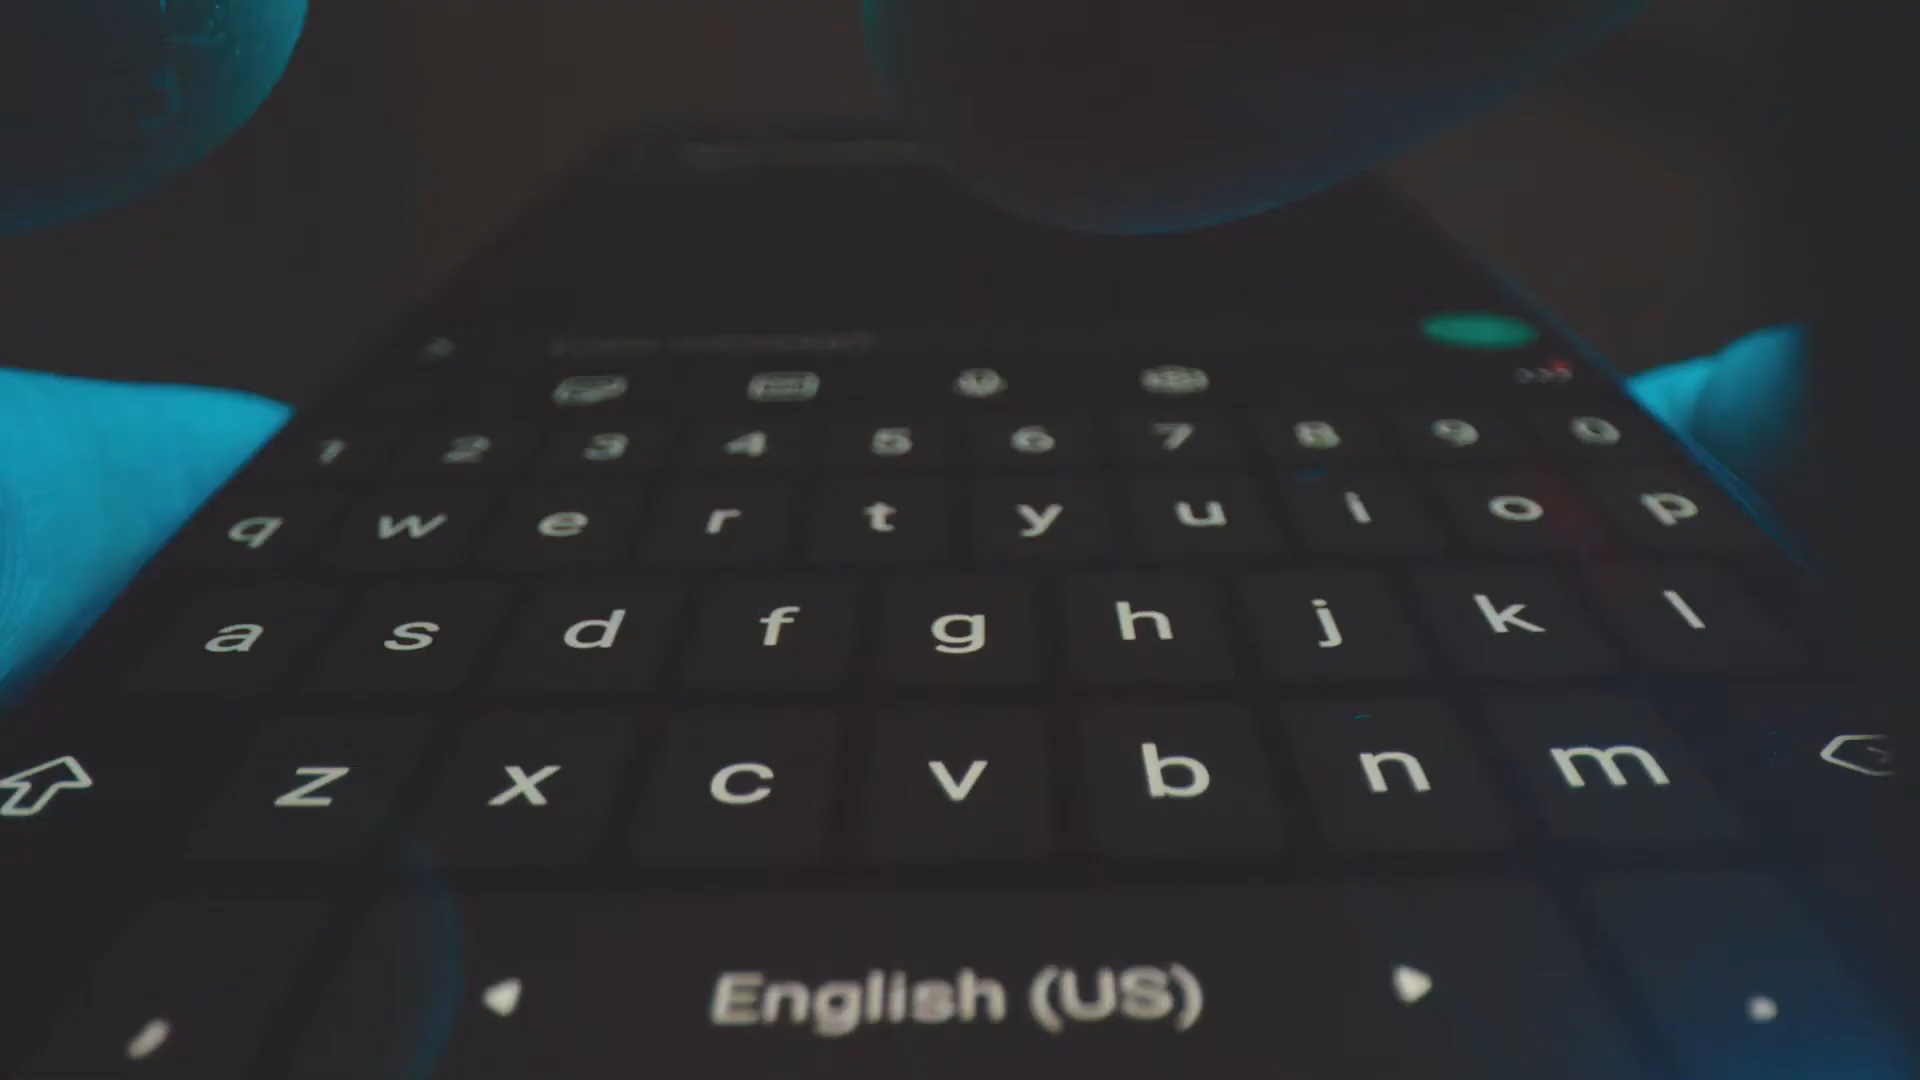 1 2 3 4 5 6 7 8 9 0
q w e r t y u i o p
a s d f g h j k l
z x c v b n m
, English (US) .